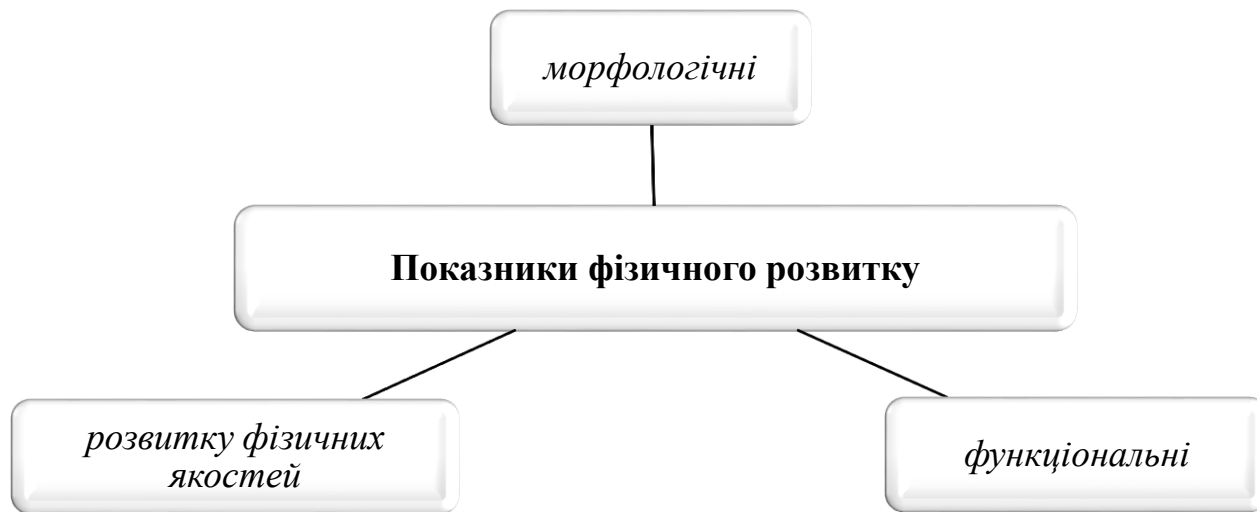 морфологічні
Показники фізичного розвитку
розвитку фізичних
якостей
функціональні